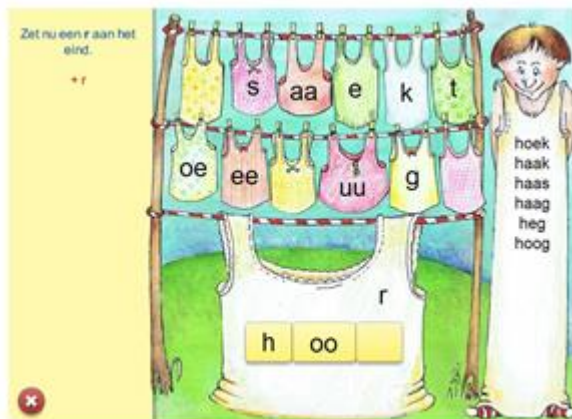 Zet nu een r aan het
eind.
+ r
s aa e k t
oe ee uu g
r
h oo
hoek
haak
haas
haag
heg
hoog